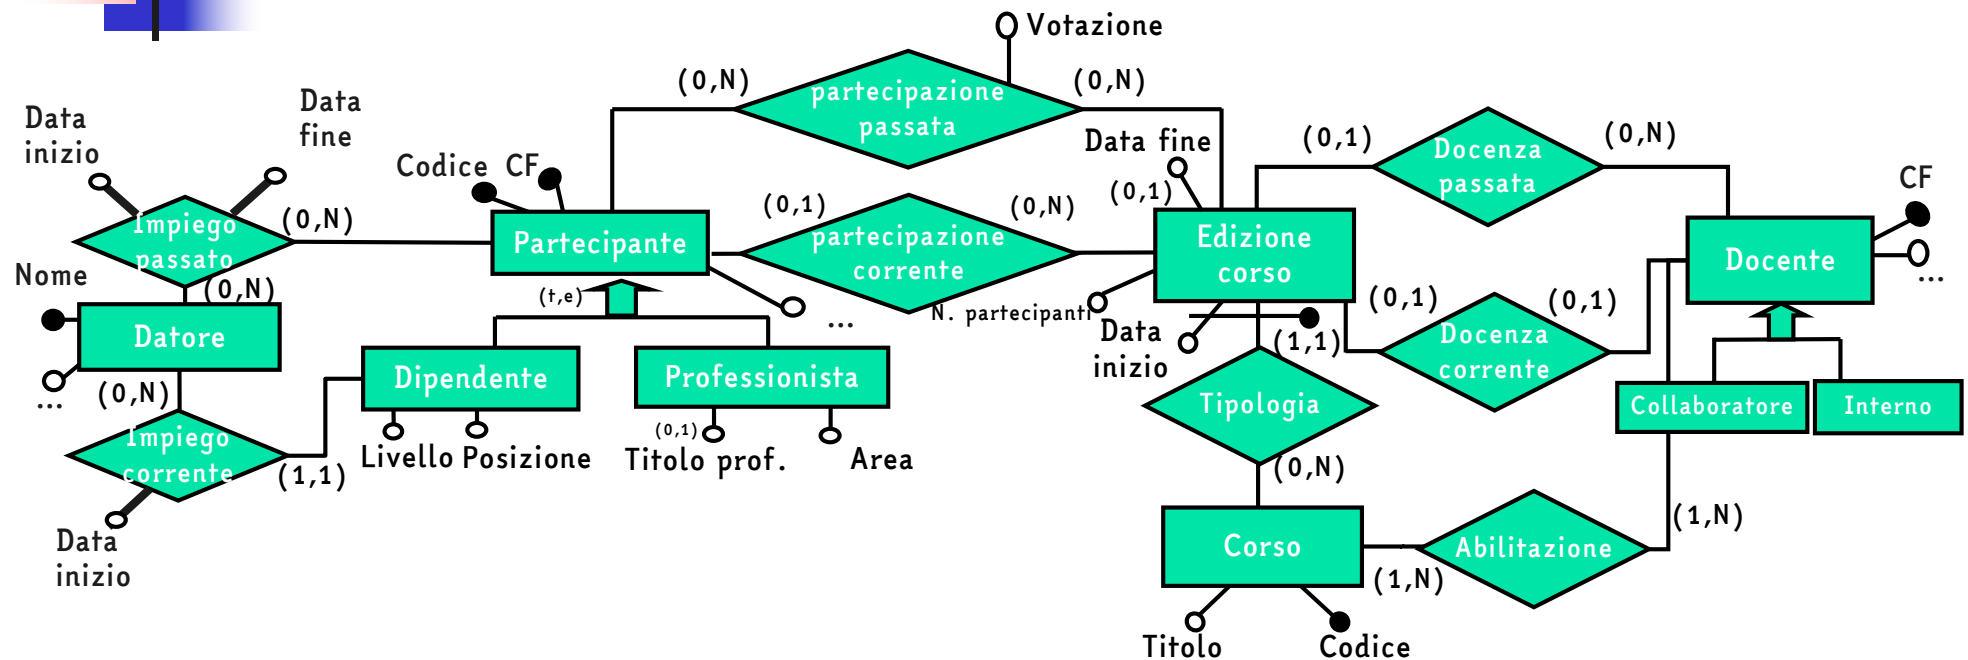 Votazione
(0,N)
partecipazione
passata
(0,N)
Data
inizio
Data
fine
Codice
CF
Data fine
(0,1)
(0,1)
Docenza
passata
(0,N)
CF
...
Impiego
passato
(0,N)
(0,N)
Partecipante
(0,1)
partecipazione
corrente
(0,N)
Edizione
corso
Docente
Nome
Datore
...
(0,N)
(t,e)
...
N. partecipanti
Data
inizio
(1,1)
(0,1)
Docenza
corrente
(0,1)
Dipendente
Professionista
Livello
Posizione
(0,1)
Titolo prof.
Area
Tipologia
(0,N)
Collaboratore
Interno
Impiego
corrente
(1,1)
Data
inizio
Corso
(1,N)
Abilitazione
(1,N)
Titolo
Codice